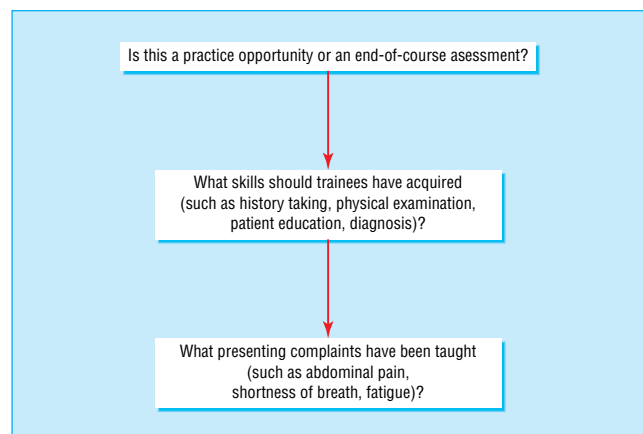 Is this a practice opportunity or an end-of-course asessment?
What skills should trainees have acquired
(such as history taking, physical examination,
patient education, diagnosis)?
What presenting complaints have been taught
(such as abdominal pain,
shortness of breath, fatigue)?